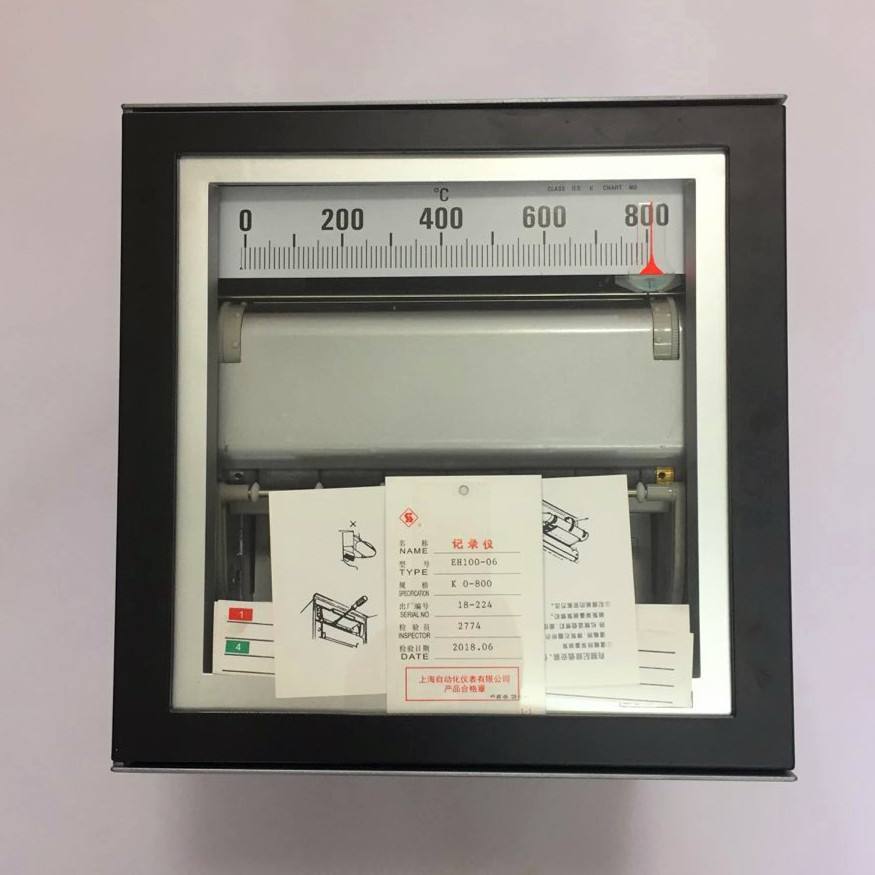 °C
CLASS IEC K CHART NO
0 200 400 600 800
名 称 记录仪
NAME
型 号 EH100-06
TYPE
规 格 K 0-800
SPECIFICATION
出厂编号 18-224
SERIAL NO
检 验 员 2774
INSPECTOR
检验日期 2018.06
DATE
上海自动化仪表有限公司
产品合格章
1
4